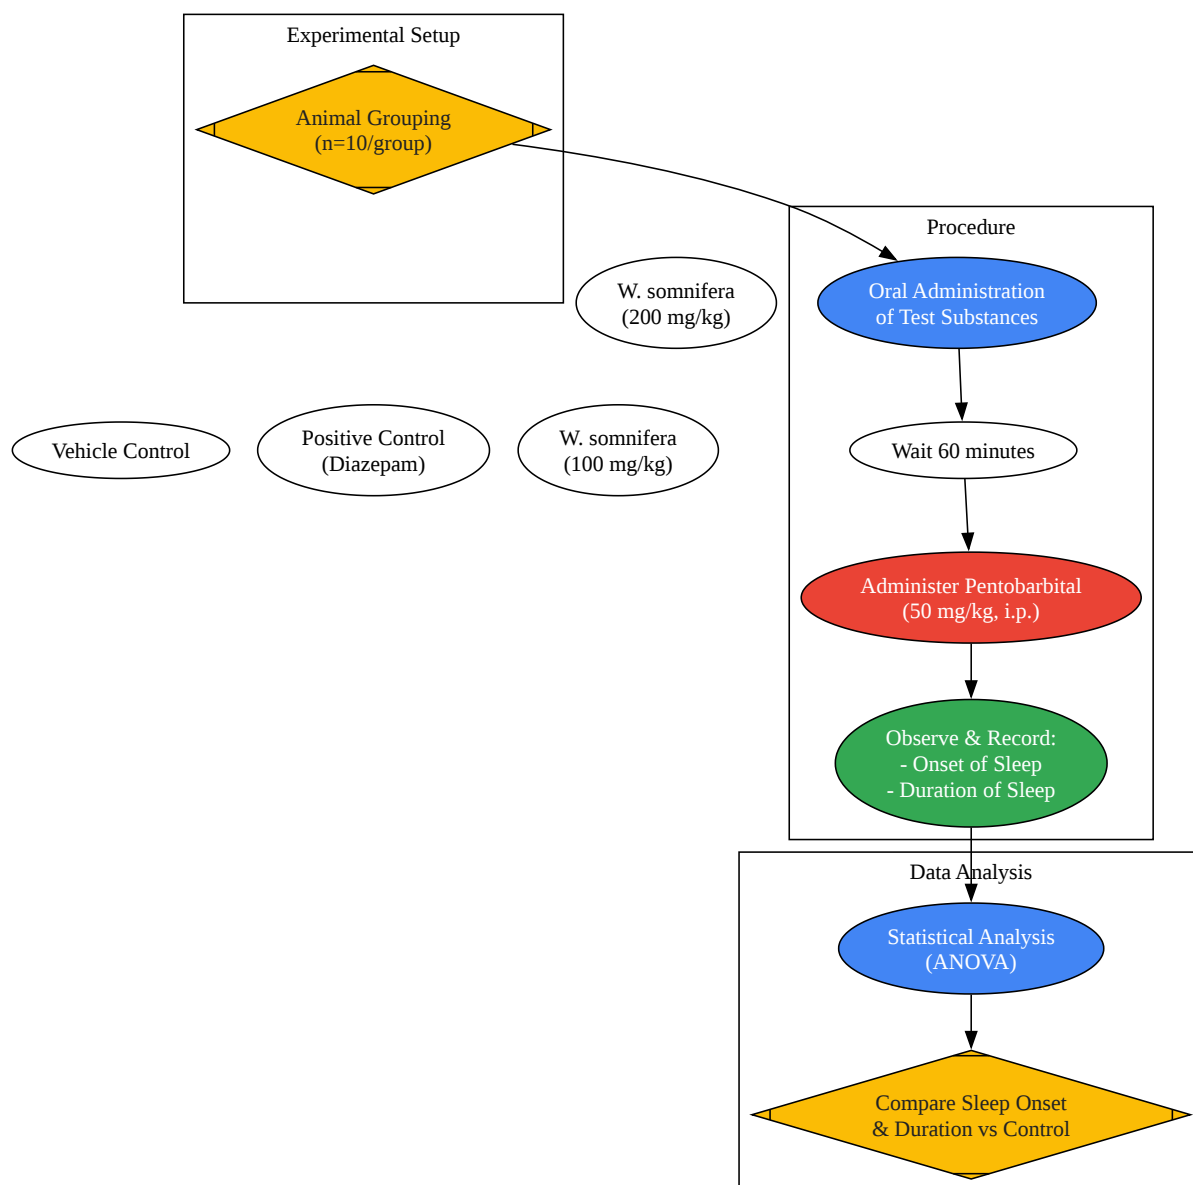 Experimental Setup
Animal Grouping
(n=10/group)
Procedure
W. somnifera
(200 mg/kg)
Oral Administration
of Test Substances
Vehicle Control
Positive Control
(Diazepam)
W. somnifera
(100 mg/kg)
Wait 60 minutes
Administer Pentobarbital
(50 mg/kg, i.p.)
Observe & Record:
- Onset of Sleep
- Duration of Sleep
Data Analysis
Statistical Analysis
(ANOVA)
Compare Sleep Onset
& Duration vs Control